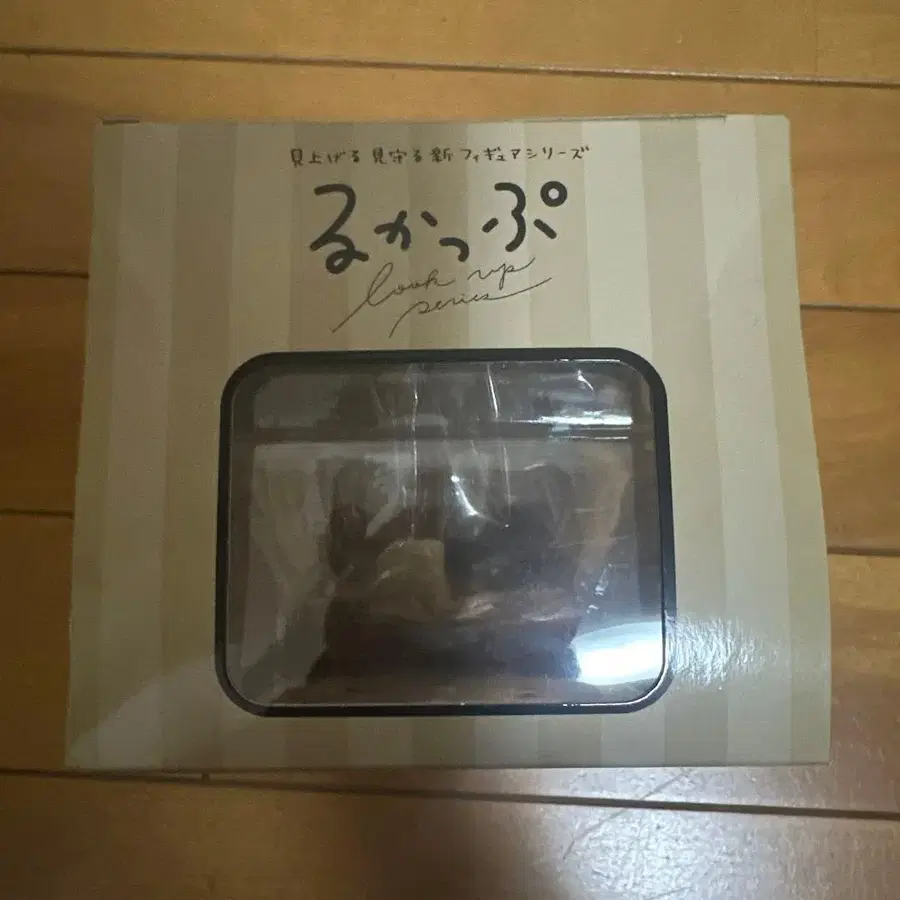 見上げる 見守る 新 フィギュアシリーズ
るかっぷ
look up
series